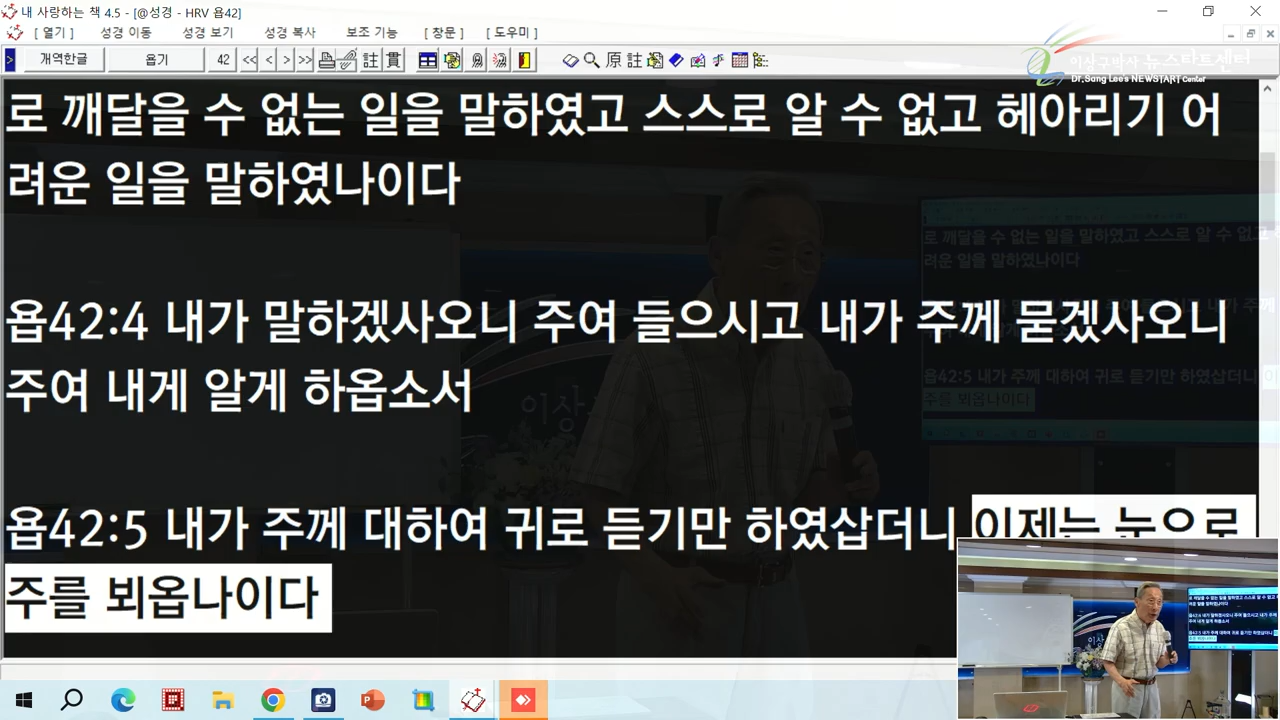 내 사랑하는 책 4.5 - [@성경 - HRV 욥42]
[ 열기 ] 성경 이동 성경 보기 성경 복사 보조 기능 [ 창문 ] [ 도우미 ]
> 개역한글 욥기 42 << < > >> 註 貫 原 註
이상구박사 뉴스타트센터
Dr.Sang Lee's NEWSTART Center
로 깨달을 수 없는 일을 말하였고 스스로 알 수 없고 헤아리기 어
려운 일을 말하였나이다
욥42:4 내가 말하겠사오니 주여 들으시고 내가 주께 묻겠사오니
주여 내게 알게 하옵소서
욥42:5 내가 주께 대하여 귀로 듣기만 하였삽더니 이제는 눈으로
주를 뵈옵나이다